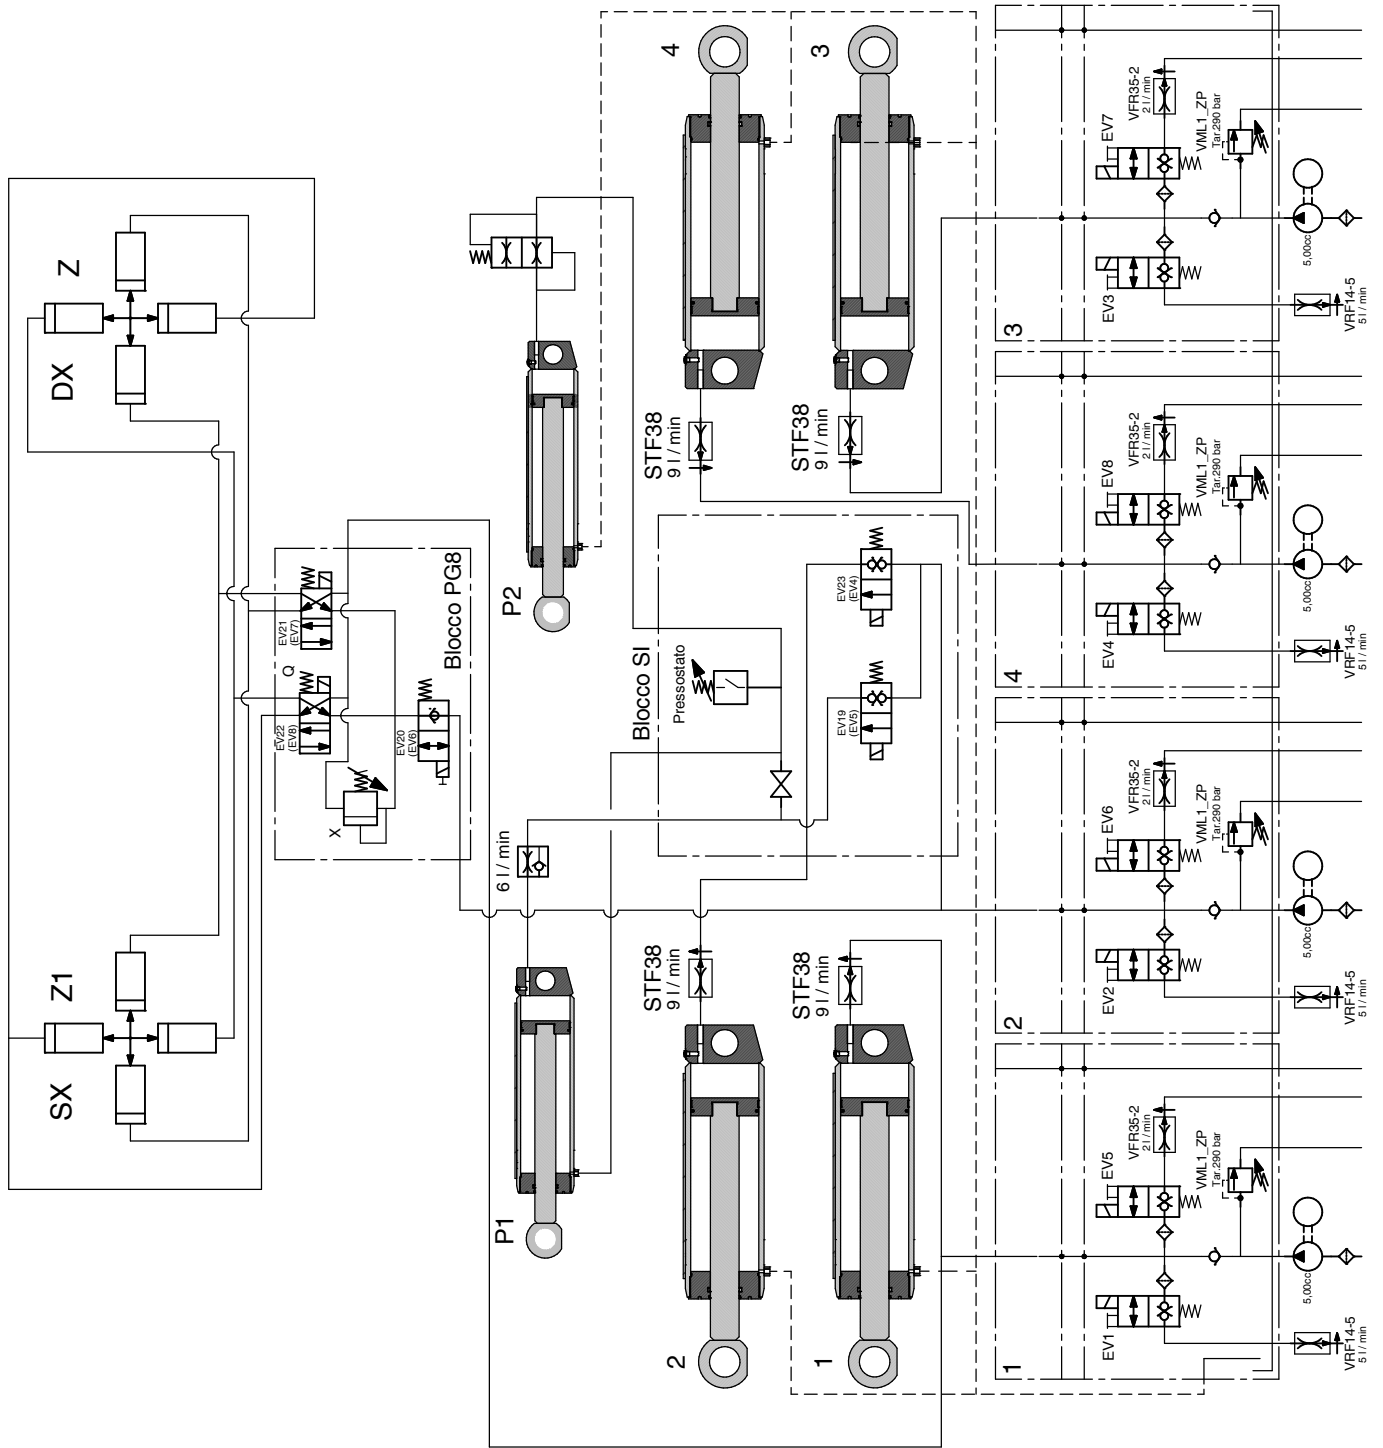 Z
DX
Z1
SX
EV21
(EV7)
Q
EV22
(EV8)
EV20
(EV6)
X
Blocco PG8
P2
P1
6 l / min
4
3
STF38
9 l / min
STF38
9 l / min
Blocco SI
Pressostato
EV23
(EV4)
EV19
(EV5)
STF38
9 l / min
STF38
9 l / min
2
1
3
EV7
EV3
VFR35-2
2 l / min
VML1_ZP
Tar.290 bar
5,00cc
VRF14-5
5 l / min
4
EV8
EV4
VFR35-2
2 l / min
VML1_ZP
Tar.290 bar
5,00cc
VRF14-5
5 l / min
2
EV6
EV2
VFR35-2
2 l / min
VML1_ZP
Tar.290 bar
5,00cc
VRF14-5
5 l / min
1
EV5
EV1
VFR35-2
2 l / min
VML1_ZP
Tar.290 bar
5,00cc
VRF14-5
5 l / min